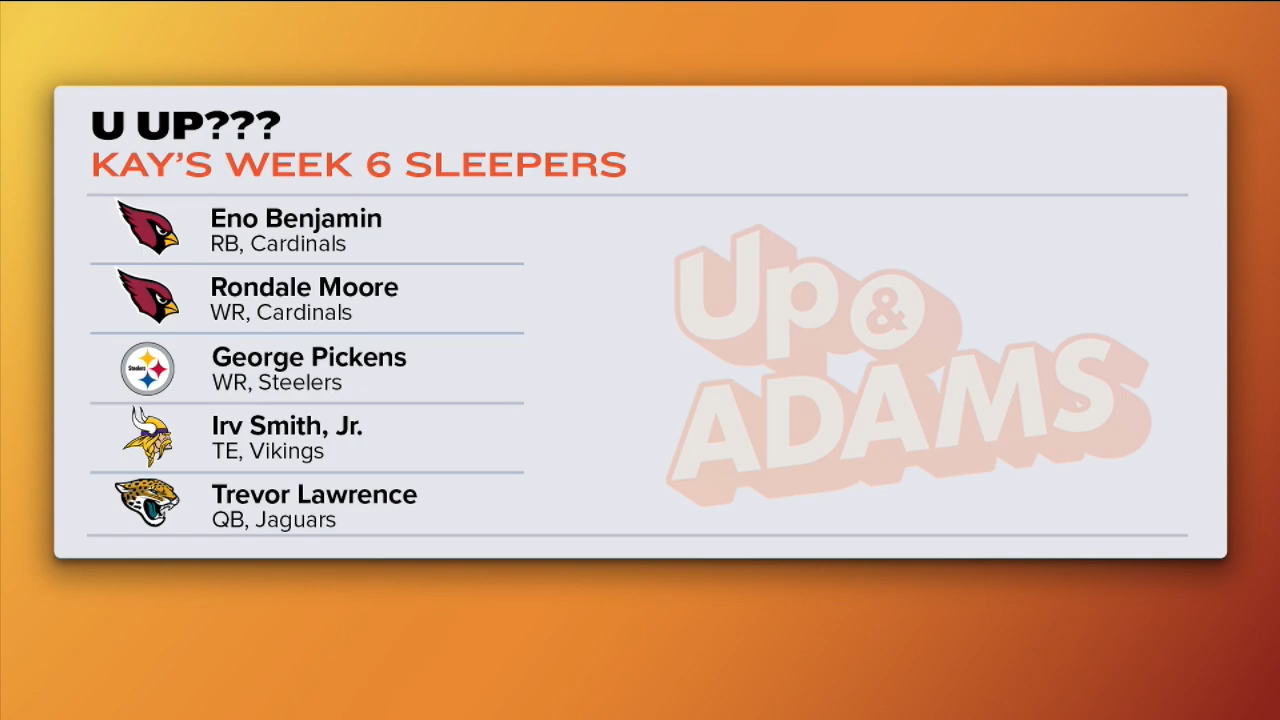 U UP???
KAY'S WEEK 6 SLEEPERS
Eno Benjamin
RB, Cardinals
Rondale Moore
WR, Cardinals
Steelers
George Pickens
WR, Steelers
Irv Smith, Jr.
TE, Vikings
Trevor Lawrence
QB, Jaguars
Up &
ADAMS